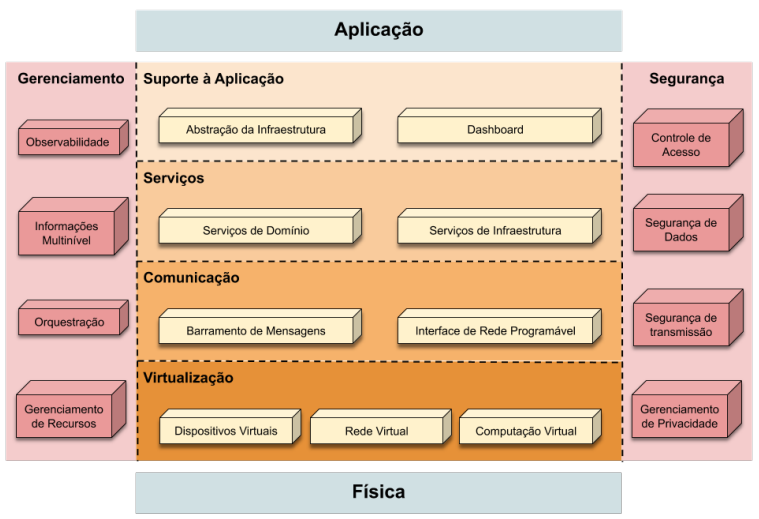 Aplicação
Gerenciamento
Observabilidade
Informações
Multinível
Orquestração
Gerenciamento
de Recursos
Suporte à Aplicação
Abstração da Infraestrutura
Dashboard
Serviços
Serviços de Domínio
Serviços de Infraestrutura
Comunicação
Barramento de Mensagens
Interface de Rede Programável
Virtualização
Dispositivos Virtuais
Rede Virtual
Computação Virtual
Segurança
Controle de
Acesso
Segurança de
Dados
Segurança de
transmissão
Gerenciamento
de Privacidade
Física